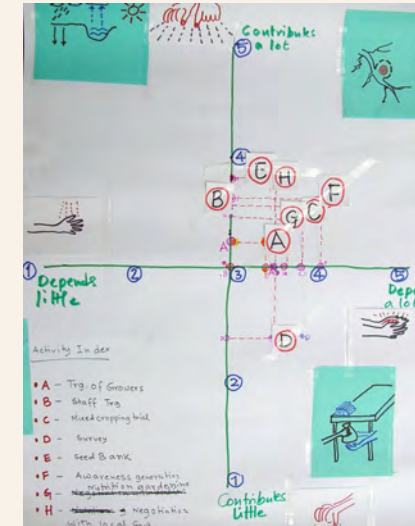 Contributes
a lot
5
4
E
H
B
F
G
C
A
A
1
2
3
4
5
Depends
little
a lot
D
2
1
Contributes
Little
Activity Index
A - Trg. of Growers
B - Staff Trg
C - Mixed cropping trial
D - Survey
E - Seed Bank
F - Awareness generation
G - Nutrition gardening
H - Negotiation
with local